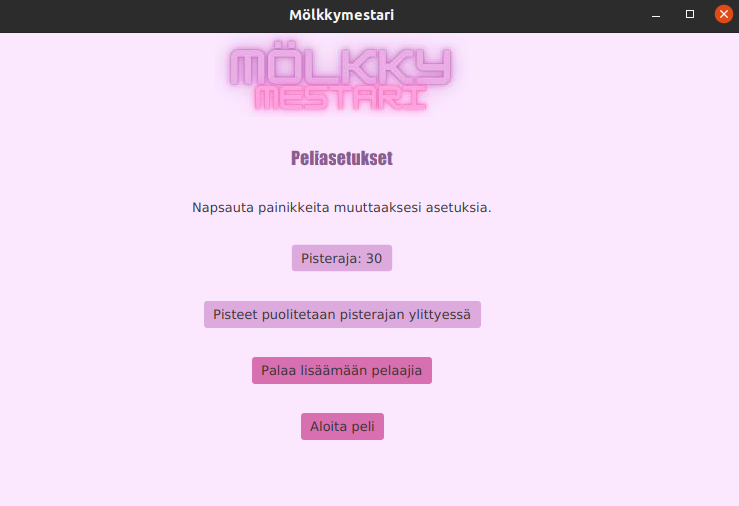 Mölkkymestari
MÖLKKY
MESTARI
Peliasetukset
Napsauta painikkeita muuttaaksesi asetuksia.
Pisteraja: 30
Pisteet puolitetaan pisterajan ylittyessä
Palaa lisäämään pelaajia
Aloita peli